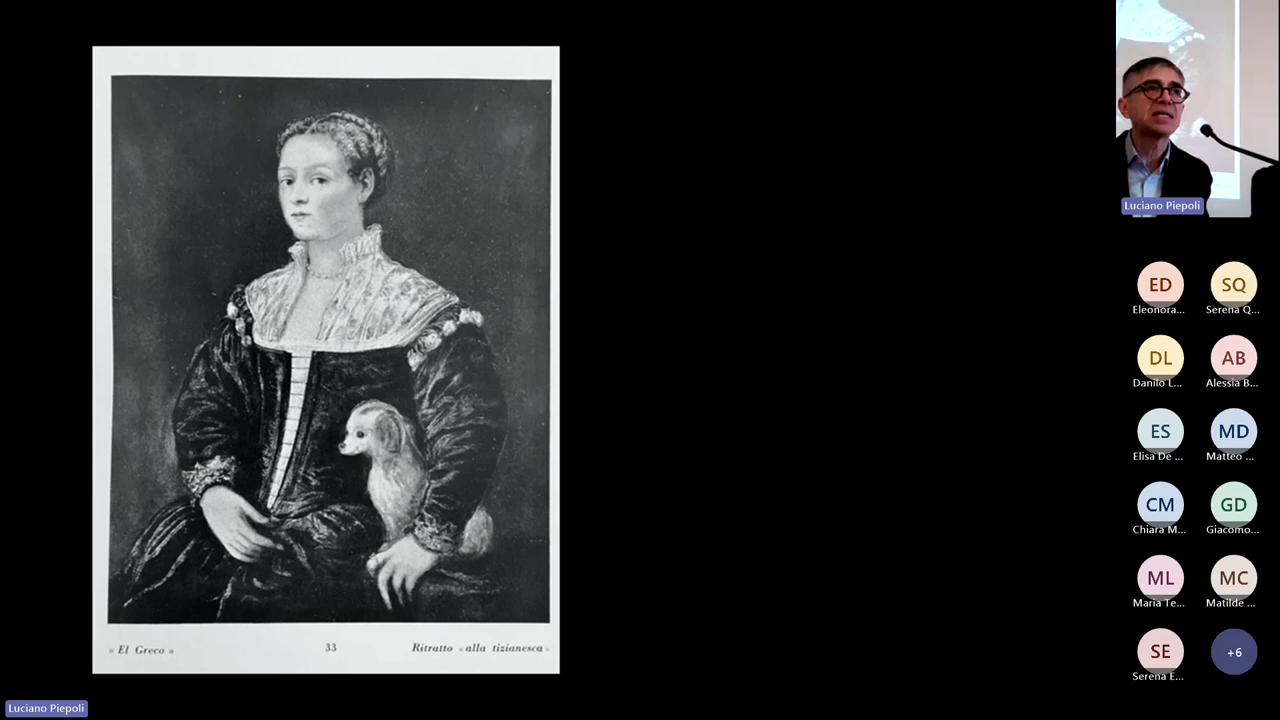 « El Greco »
33
Ritratto «alla tizianesca»
Luciano Piepoli
ED
Eleonora...
SQ
Serena Q...
DL
Danilo L...
AB
Alessia B...
ES
Elisa De ...
MD
Matteo ...
CM
Chiara M...
GD
Giacomo...
ML
Maria Te...
MC
Matilde ...
SE
Serena E...
+6
Luciano Piepoli